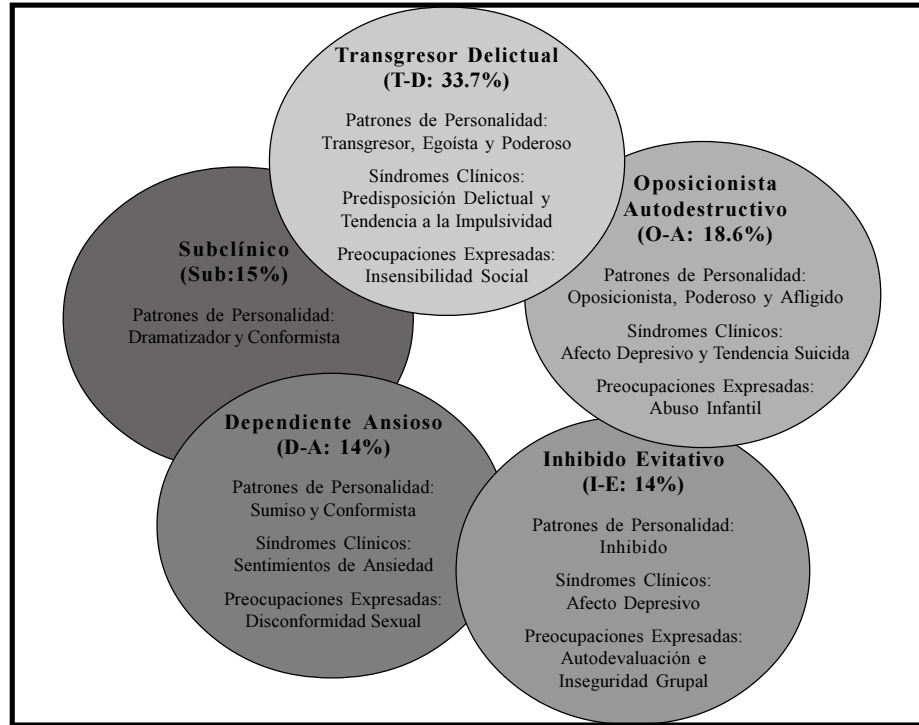 Transgresor Delictual
(T-D: 33.7%)
Patrones de Personalidad:
Transgresor, Egoísta y Poderoso
Síndromes Clínicos:
Predisposición Delictual y
Tendencia a la Impulsividad
Preocupaciones Expresadas:
Insensibilidad Social
Oposicionista
Autodestructivo
(O-A: 18.6%)
Patrones de Personalidad:
Oposicionista, Poderoso y Afligido
Síndromes Clínicos:
Afecto Depresivo y Tendencia Suicida
Preocupaciones Expresadas:
Abuso Infantil
Subclínico
(Sub:15%)
Patrones de Personalidad:
Dramatizador y Conformista
Dependiente Ansioso
(D-A: 14%)
Patrones de Personalidad:
Sumiso y Conformista
Síndromes Clínicos:
Sentimientos de Ansiedad
Preocupaciones Expresadas:
Disconformidad Sexual
Inhibido Evitativo
(I-E: 14%)
Patrones de Personalidad:
Inhibido
Síndromes Clínicos:
Afecto Depresivo
Preocupaciones Expresadas:
Autodevaluación e
Inseguridad Grupal